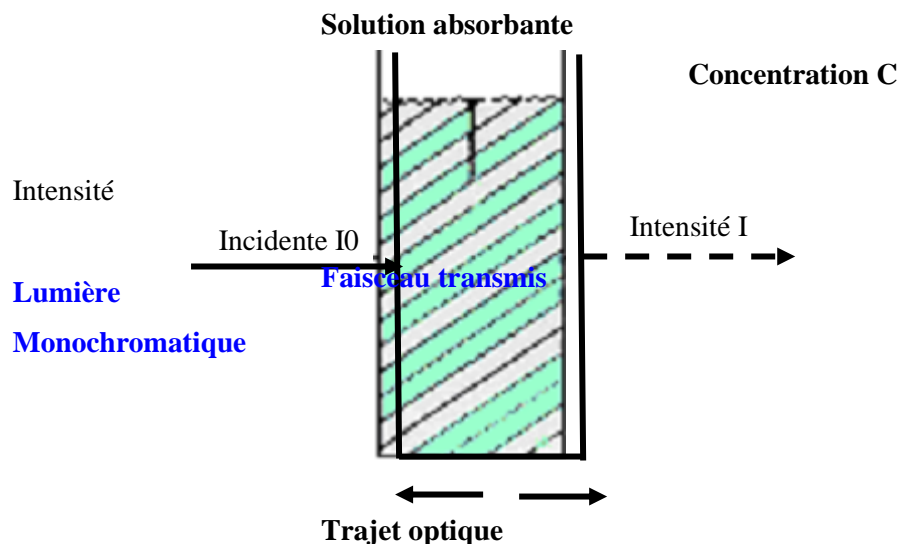 Solution absorbante
Concentration C
Intensité
Incidente I0
Intensité I
Faisceau transmis
Lumière
Monochromatique
Trajet optique